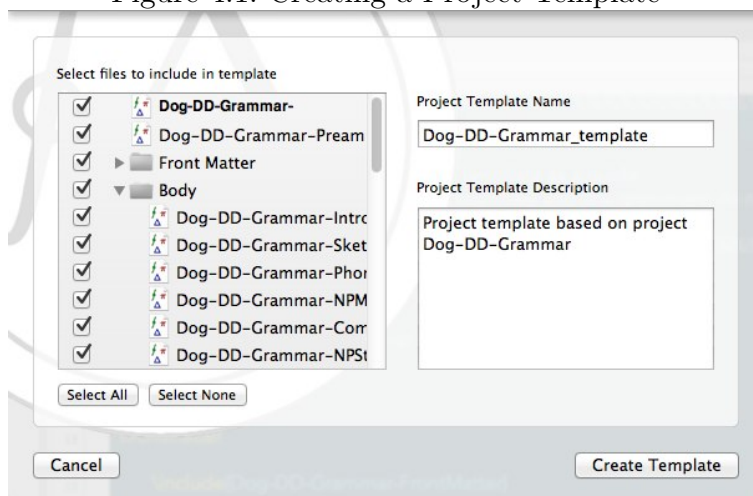 Figure 4.1: Creating a Project Template
Select files to include in template
Dog-DD-Grammar-
Dog-DD-Grammar-Pream
Front Matter
Body
Dog-DD-Grammar-Intro
Dog-DD-Grammar-Sket
Dog-DD-Grammar-Phor
Dog-DD-Grammar-NPM
Dog-DD-Grammar-Com
Dog-DD-Grammar-NPSt
Select All
Select None
Project Template Name
Dog-DD-Grammar_template
Project Template Description
Project template based on project
Dog-DD-Grammar
Cancel
Create Template